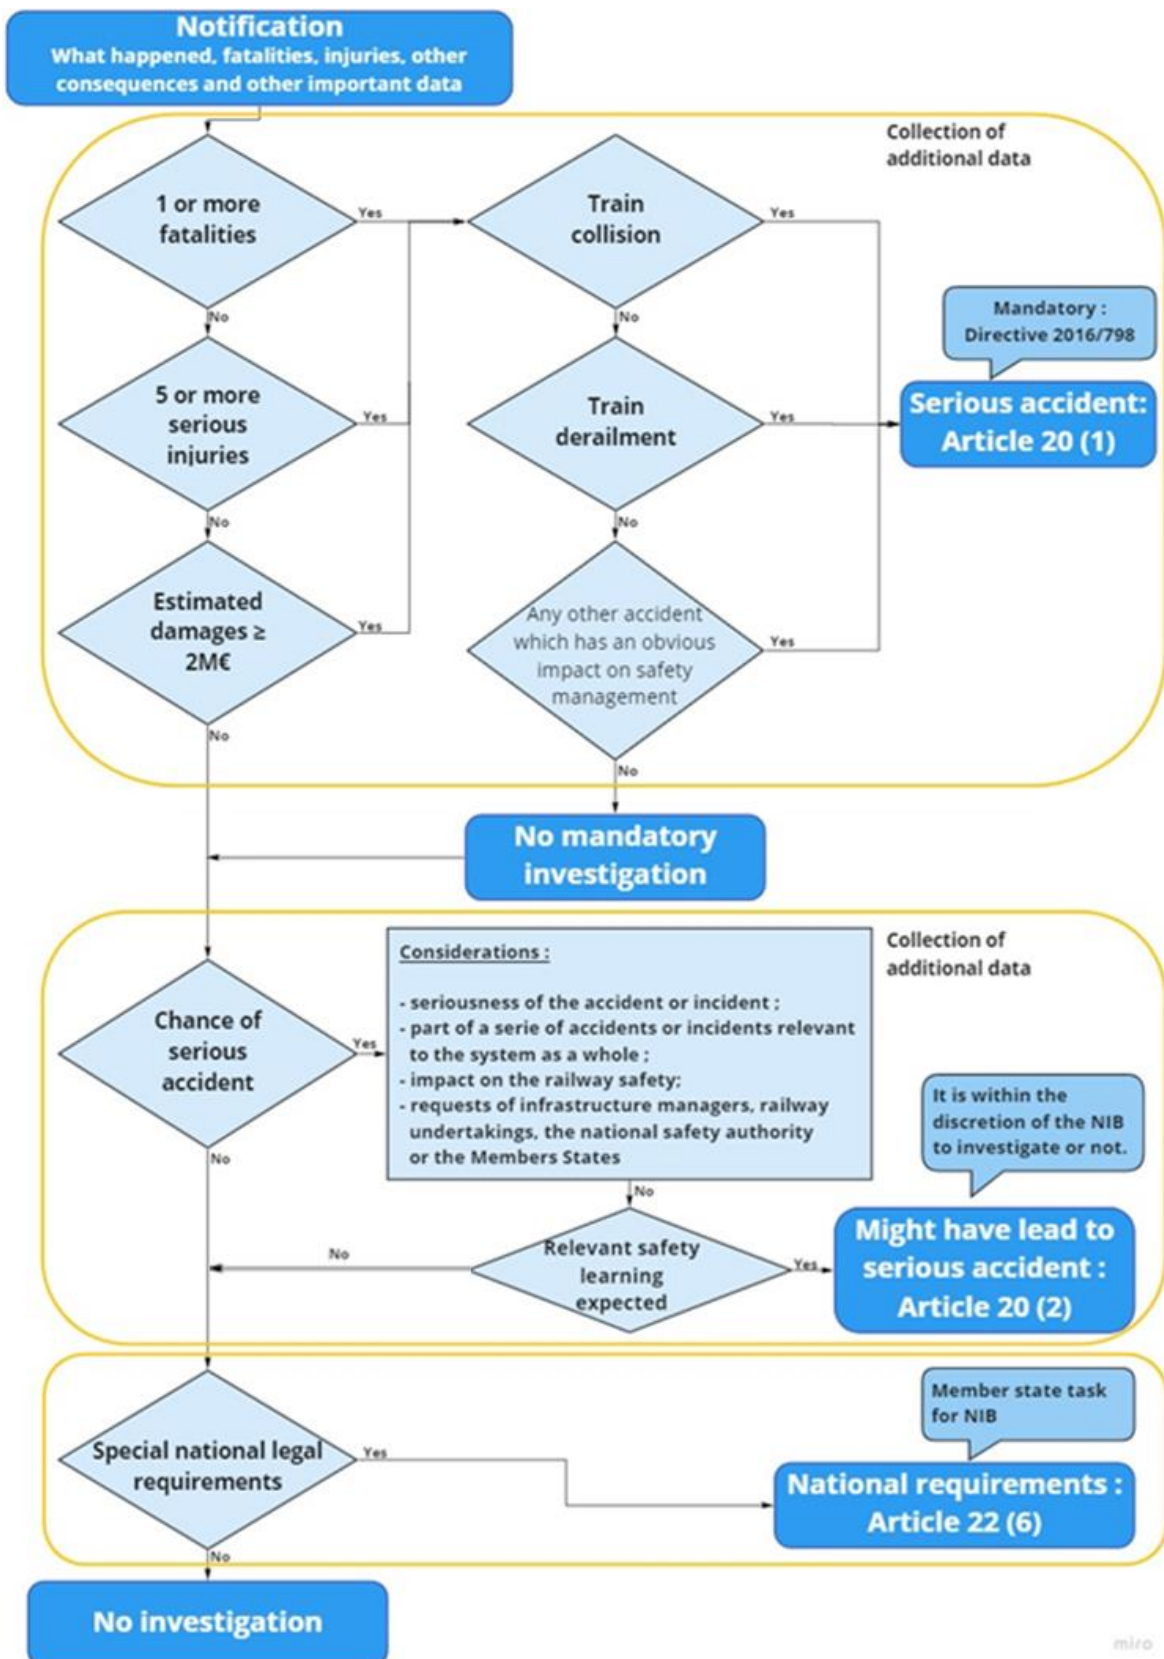 Notification
What happened, fatalities, injuries, other
consequences and other important data
Collection of
additional data
1 or more
fatalities
Yes
Train
collision
Yes
No
No
Mandatory :
Directive 2016/798
5 or more
serious
injuries
Yes
Train
derailment
Yes
Serious accident:
Article 20 (1)
No
No
Estimated
damages ≥
2M€
Yes
Any other accident
which has an obvious
impact on safety
management
Yes
No
No
No mandatory
investigation
Collection of
additional data
Chance of
serious
accident
Yes
Considerations :
- seriousness of the accident or incident ;
- part of a serie of accidents or incidents relevant
to the system as a whole ;
- impact on the railway safety;
- requests of infrastructure managers, railway
undertakings, the national safety authority
or the Members States
It is within the
discretion of the NIB
to investigate or not.
No
No
Relevant safety
learning
expected
No
Yes
Might have lead to
serious accident :
Article 20 (2)
Special national legal
requirements
Yes
Member state task
for NIB
National requirements :
Article 22 (6)
No
No investigation
miro